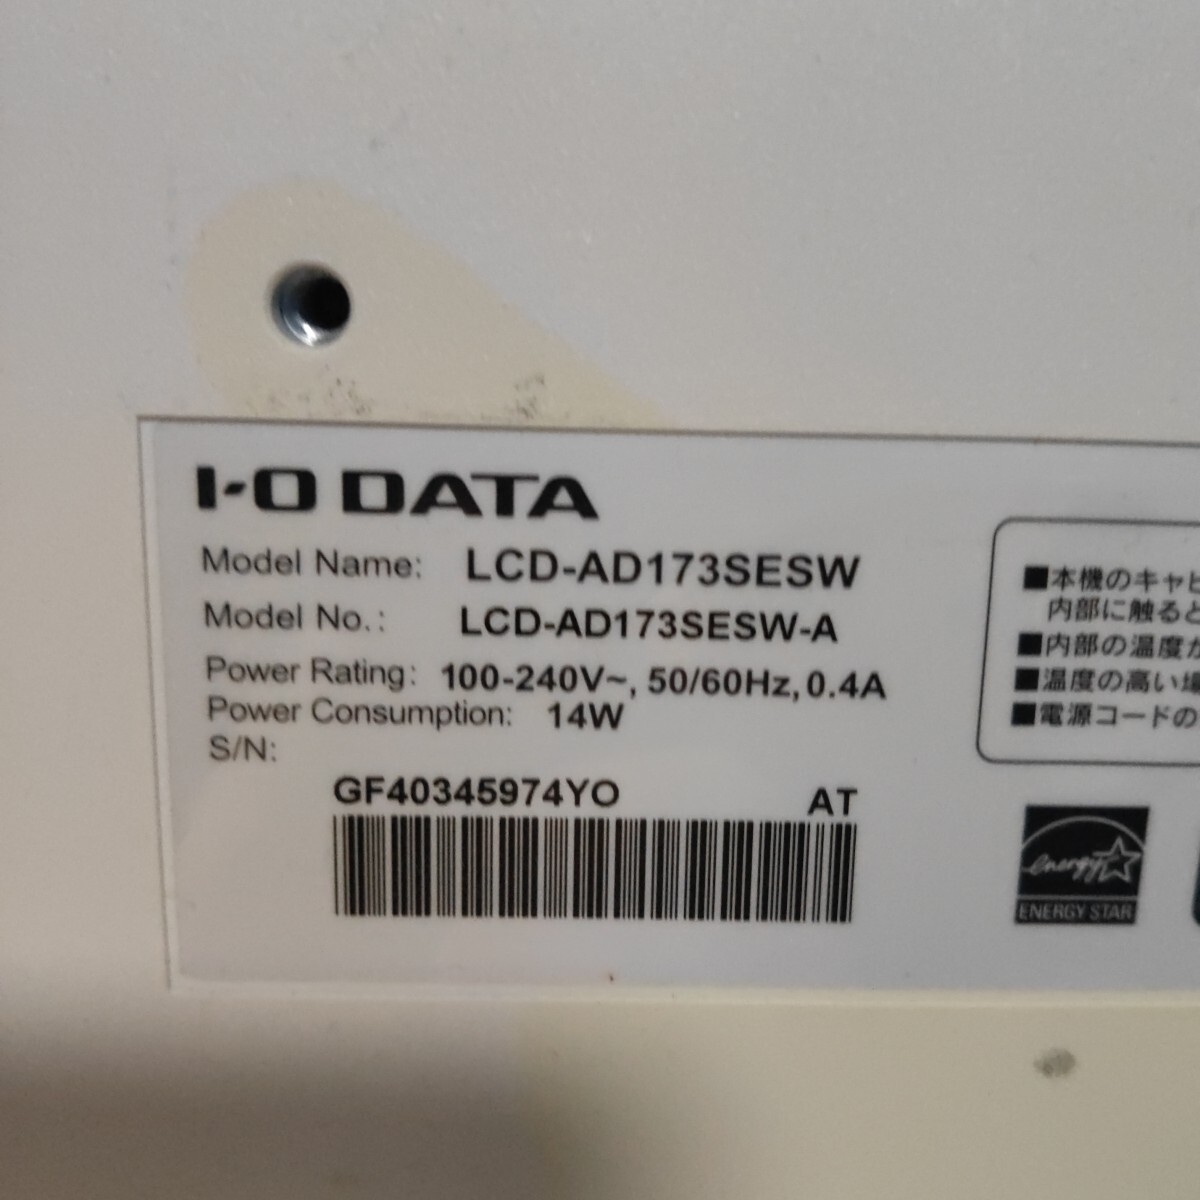 I-O DATA
Model Name: LCD-AD173SESW
Model No.: LCD-AD173SESW-A
Power Rating: 100-240V~, 50/60Hz, 0.4A
Power Consumption: 14W
S/N:
GF40345974YO AT
■本機のキャビ
内部に触ると
■内部の温度が
■温度の高い場
■電源コードの
energy
ENERGY STAR